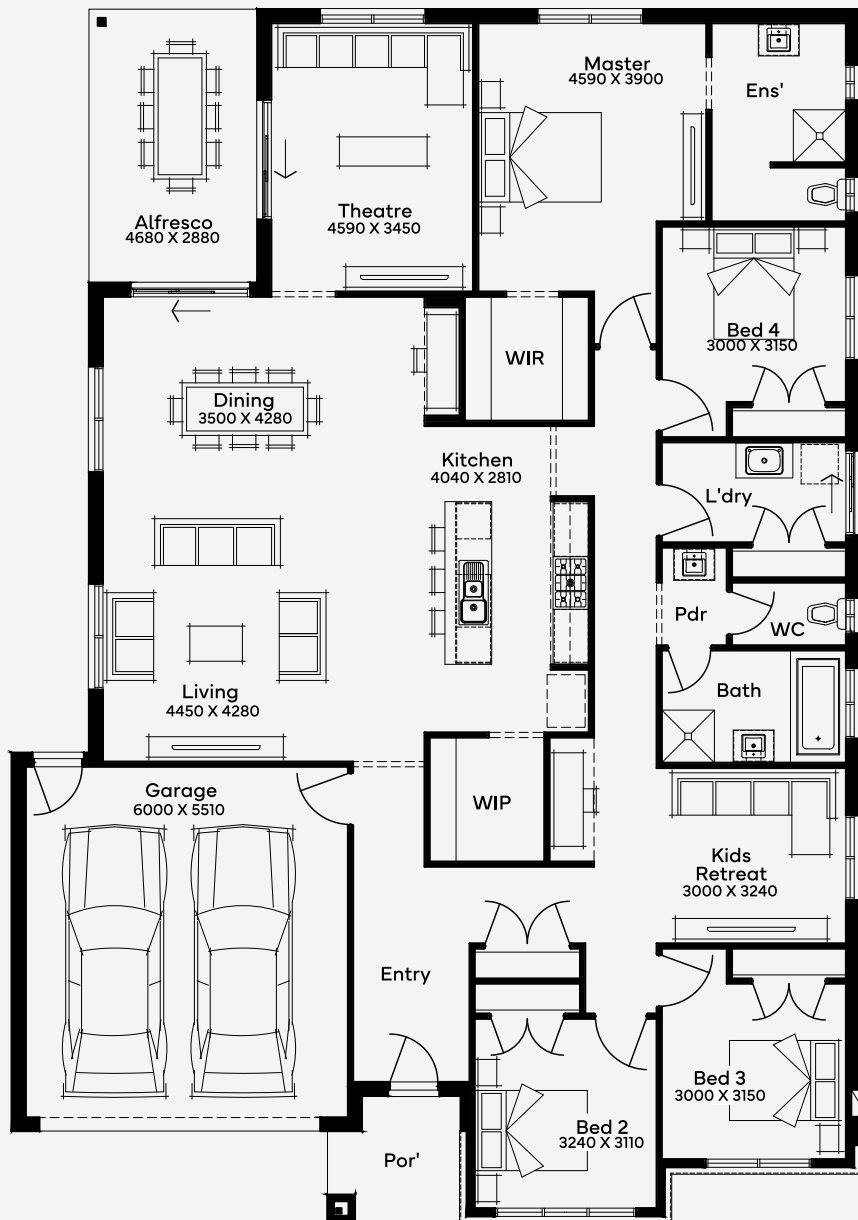 Master
4590 X 3900
Ens'
Alfresco
4680 X 2880
Theatre
4590 X 3450
Bed 4
3000 X 3150
WIR
Dining
3500 X 4280
Kitchen
4040 X 2810
L'dry
Pdr
WC
Bath
Living
4450 X 4280
Garage
6000 X 5510
WIP
Kids
Retreat
3000 X 3240
Entry
Bed 3
3000 X 3150
Bed 2
3240 X 3110
Por'